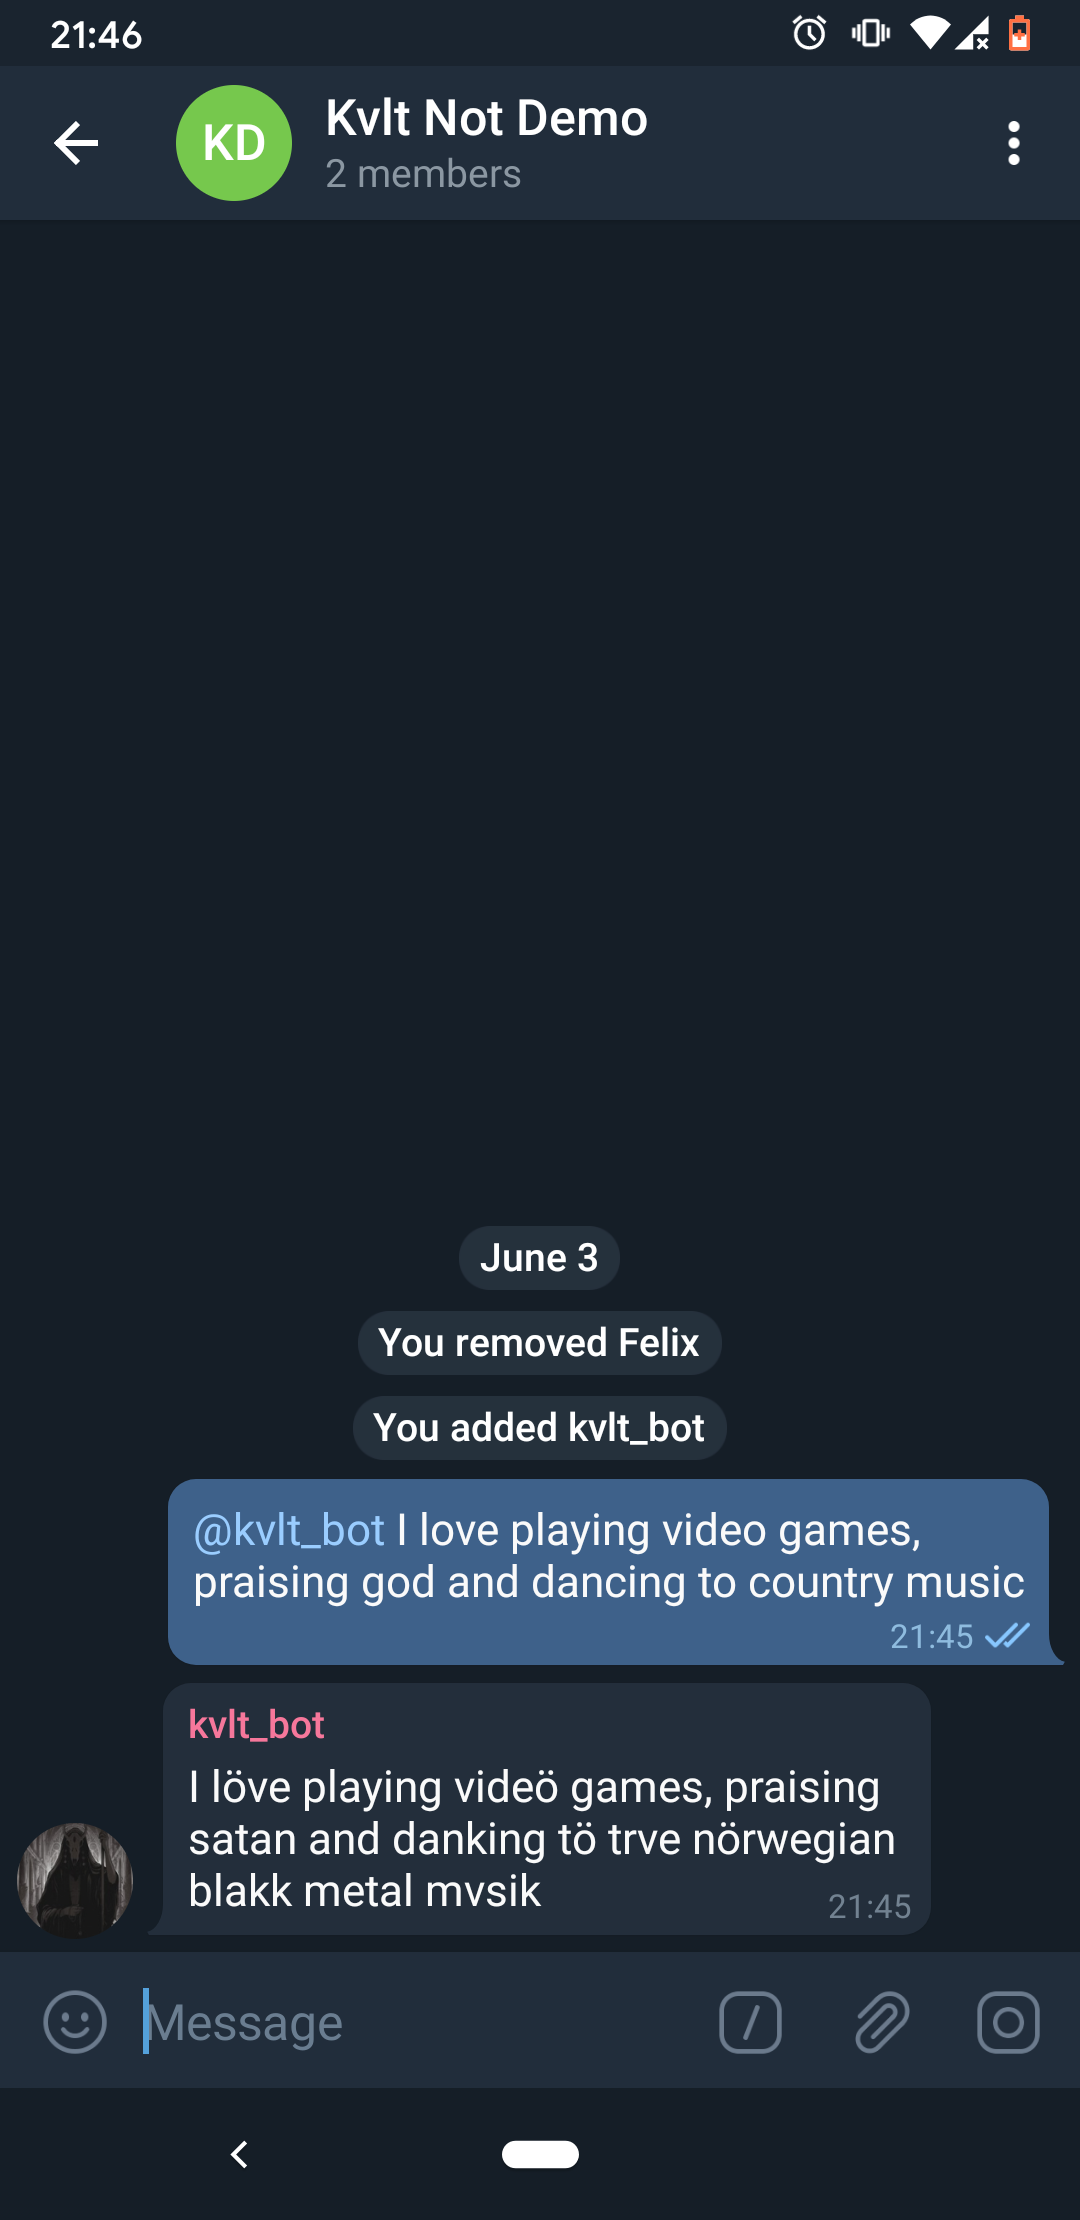 21:46
KD
Kvlt Not Demo
2 members
June 3
You removed Felix
You added kvlt_bot
@kvlt_bot I love playing video games,
praising god and dancing to country music
21:45
kvlt_bot
I löve playing videö games, praising
satan and danking tö trve nörwegian
blakk metal mvsik
21:45
Message